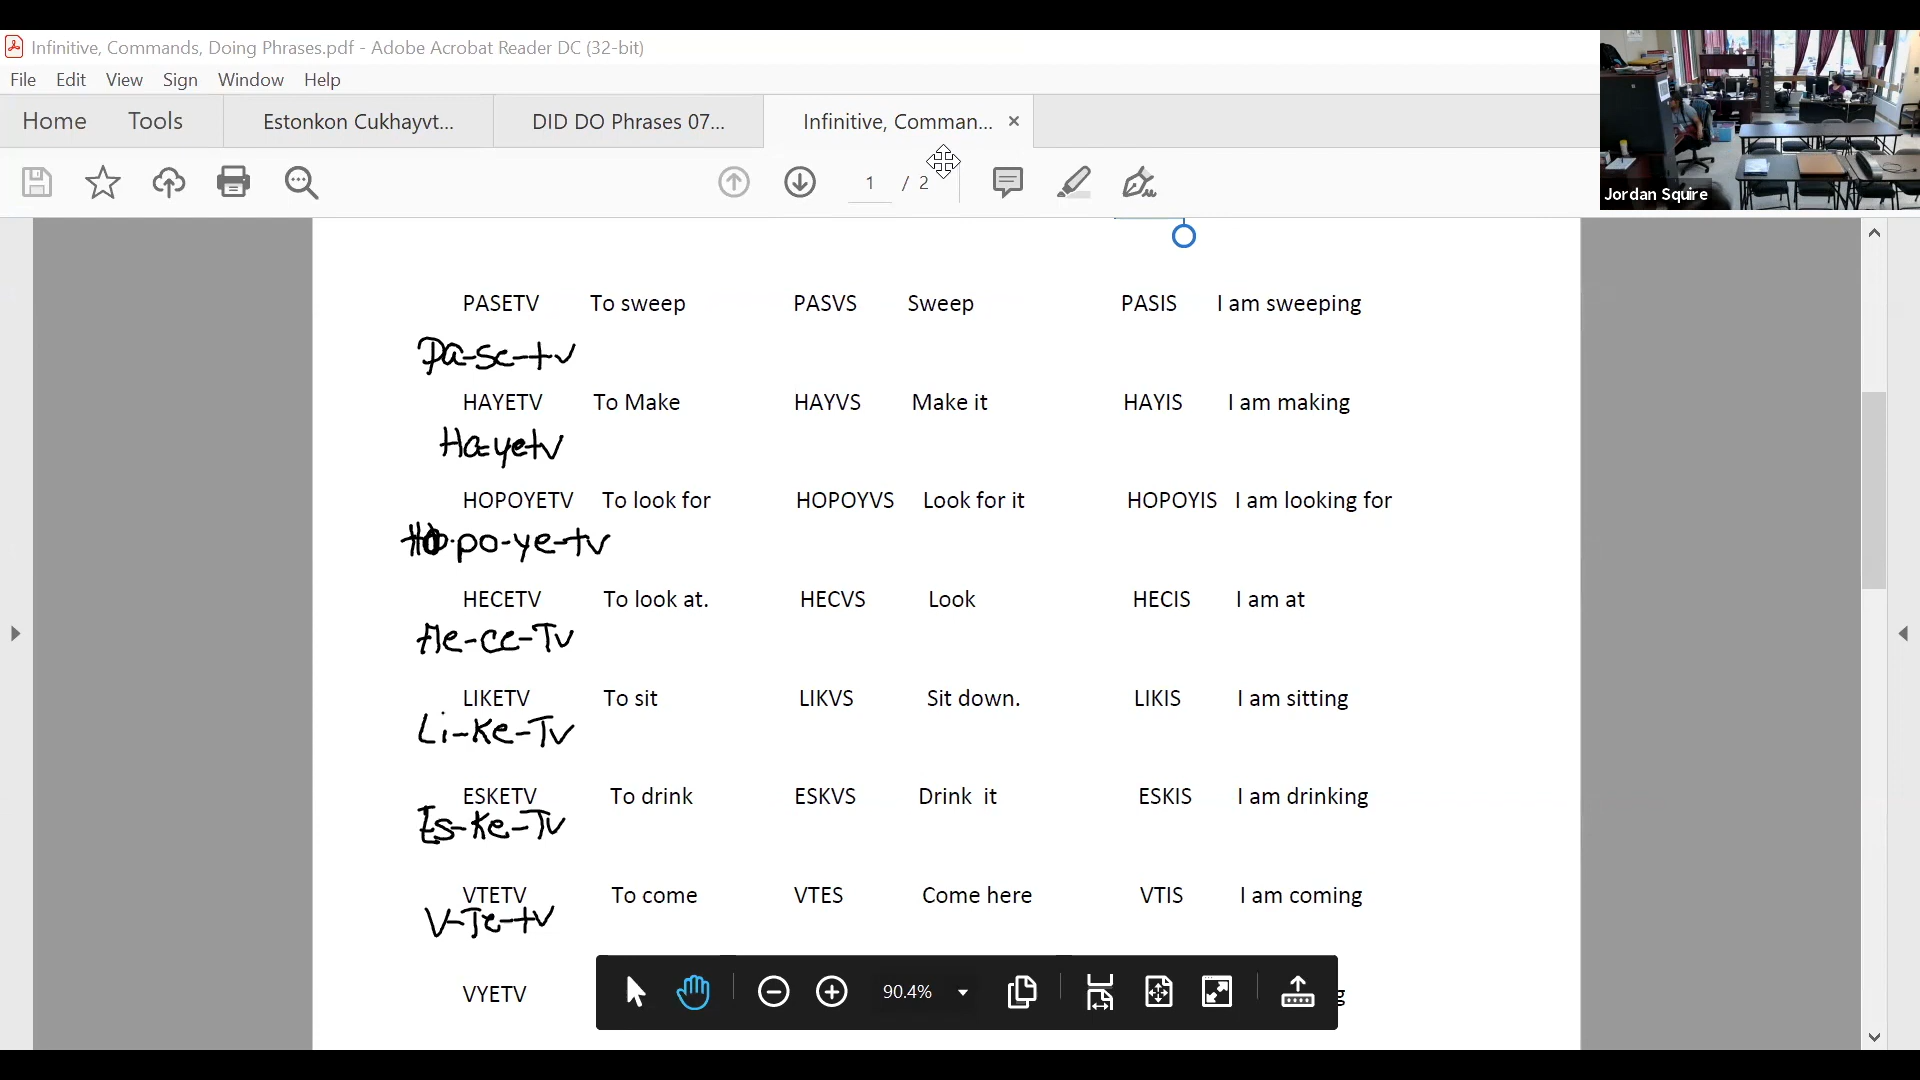 Infinitive, Commands, Doing Phrases.pdf - Adobe Acrobat Reader DC (32-bit)
File Edit View Sign Window Help
Home Tools Estonkon Cukhayvt... DID DO Phrases 07... Infinitive, Comman... ×
1 / 2
Jordan Squire
PASETV To sweep PASVS Sweep PASIS I am sweeping
Pa-se-tv
HAYETV To Make HAYVS Make it HAYIS I am making
Ha-yetv
HOPOYETV To look for HOPOYVS Look for it HOPOYIS I am looking for
Ho-po-ye-tv
HECETV To look at. HECVS Look HECIS I am at
He-ce-Tv
LIKETV To sit LIKVS Sit down. LIKIS I am sitting
Li-Ke-Tv
ESKETV To drink ESKVS Drink it ESKIS I am drinking
Es-Ke-Tv
VTETV To come VTES Come here VTIS I am coming
V-Te-tv
VYETV
90.4%